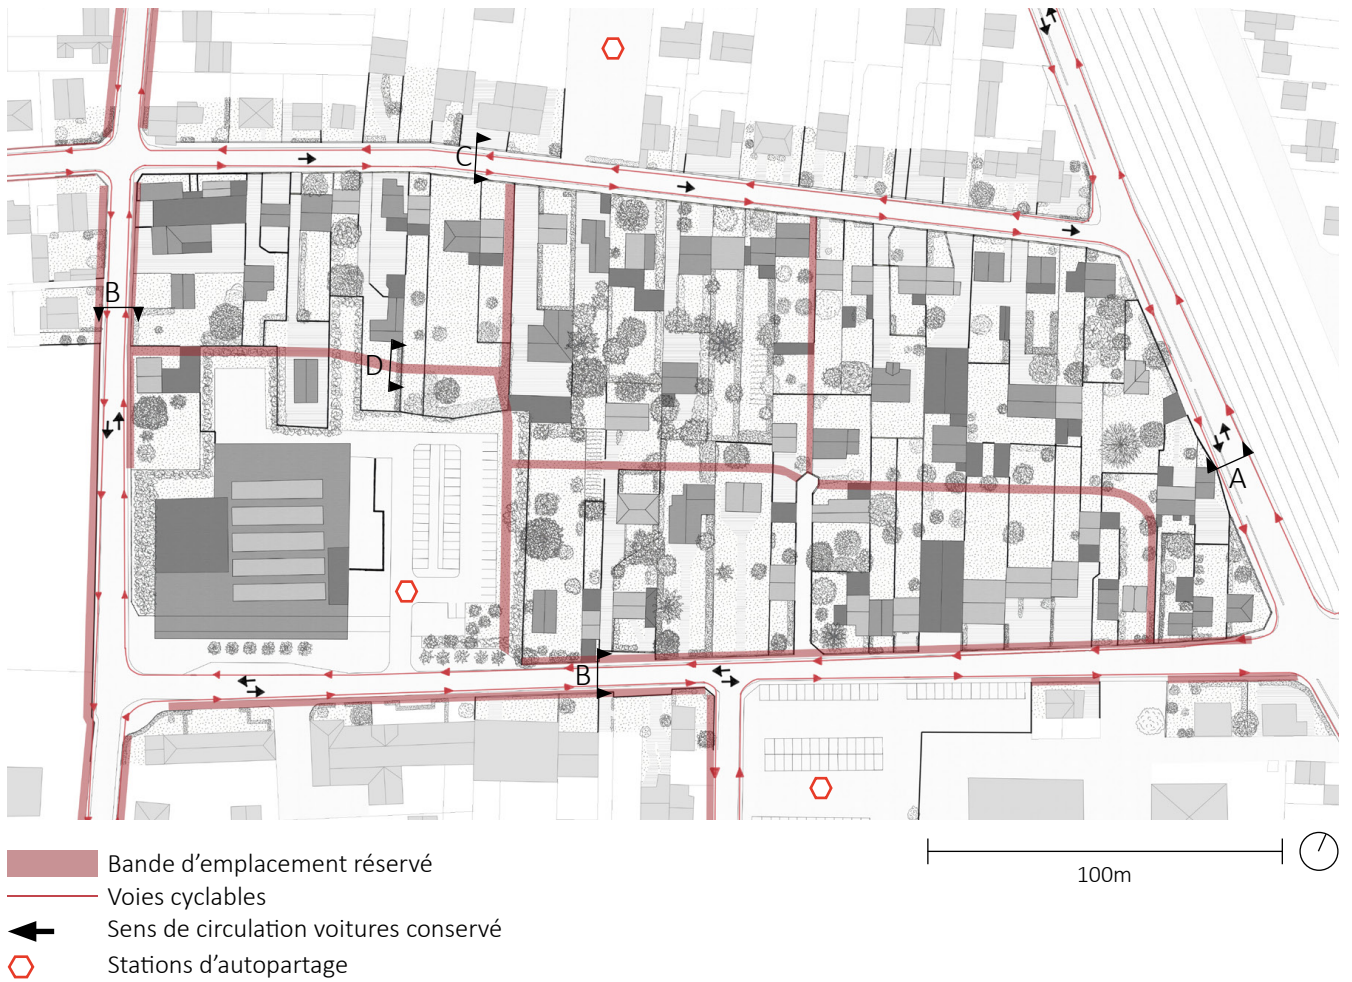 C
B
D
A
B
100m
Bande d’emplacement réservé
Voies cyclables
Sens de circulation voitures conservé
Stations d’autopartage